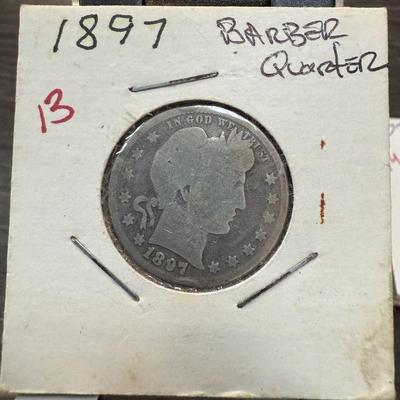 1897 BARBER
Quarter
13
IN GOD WE TRUST
1897